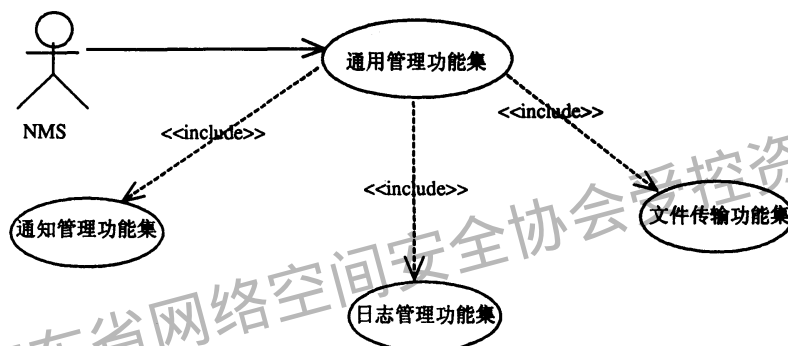 通用管理功能集
NMS
<<include>>
<<include>>
<<include>>
通知管理功能集
文件传输功能集
日志管理功能集
东省网络空间安全协会受控资